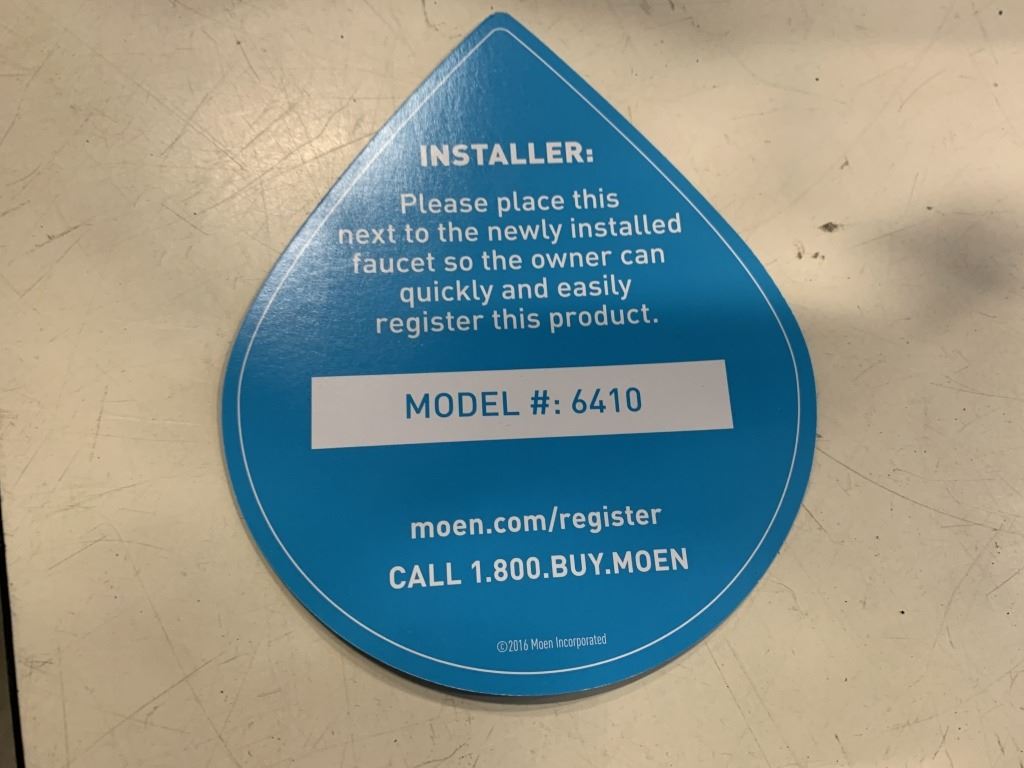 INSTALLER:
Please place this
next to the newly installed
faucet so the owner can
quickly and easily
register this product.
MODEL #: 6410
moen.com/register
CALL 1.800.BUY.MOEN
©2016 Moen Incorporated